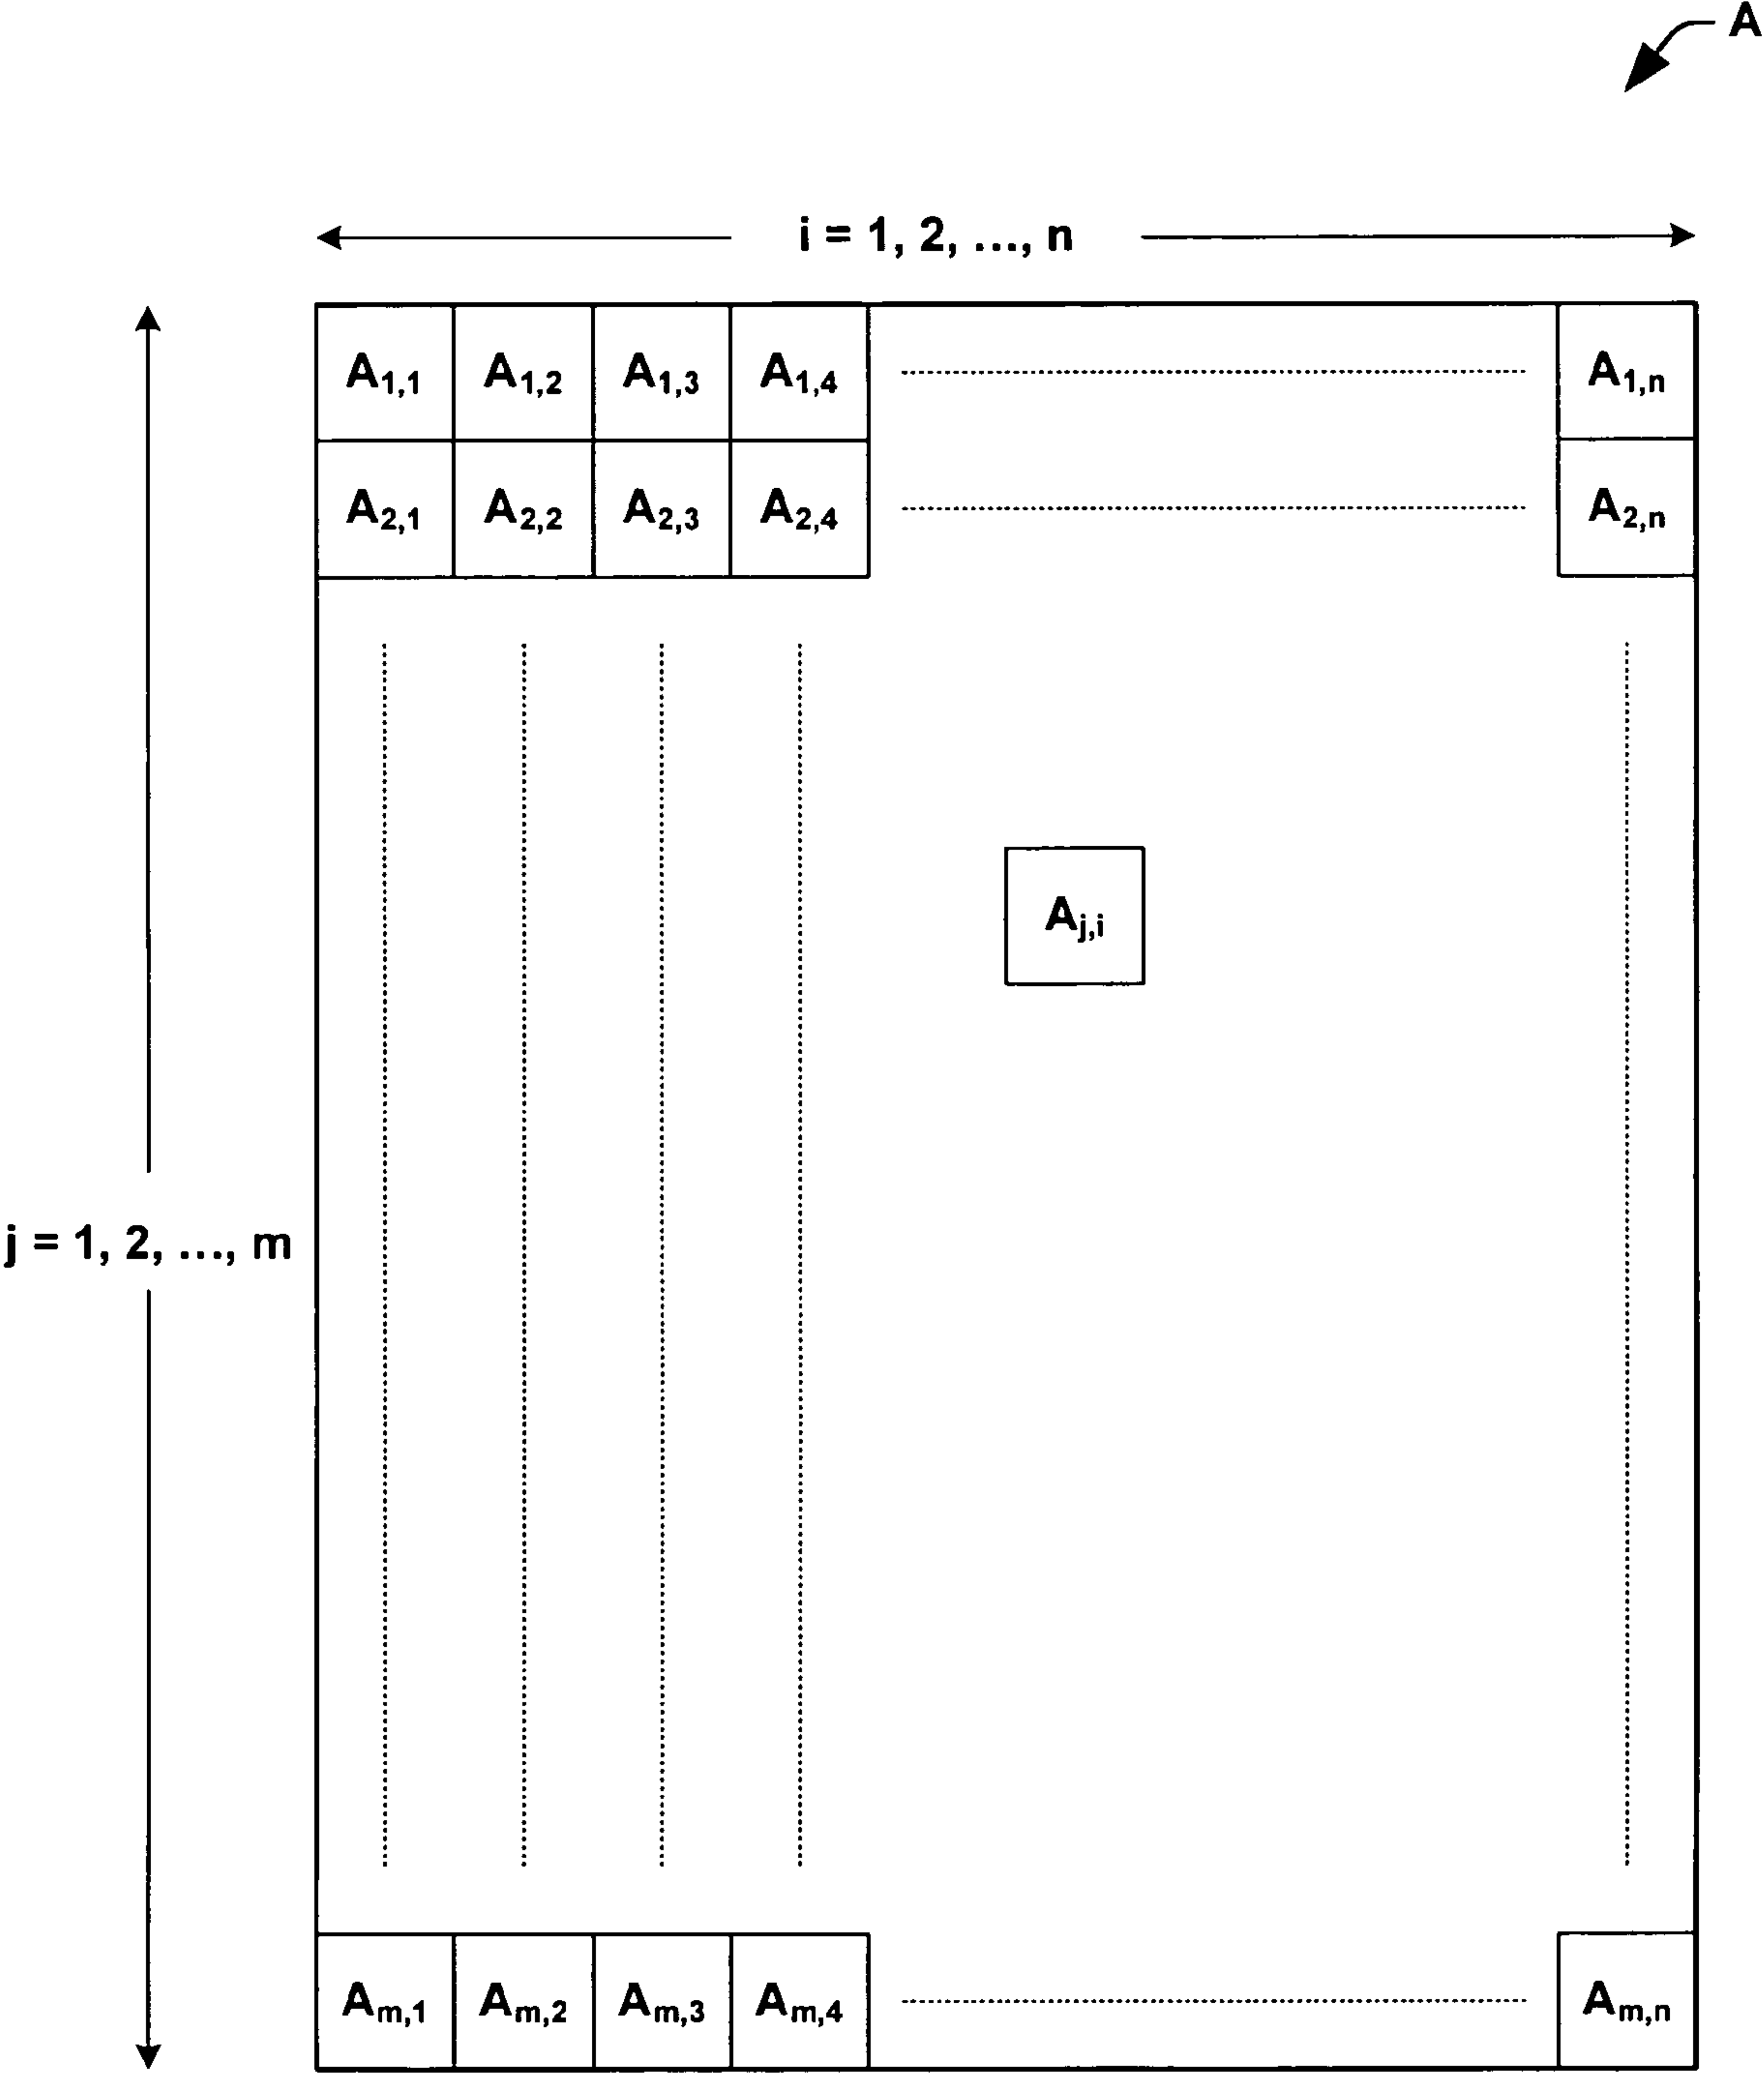 A
i = 1, 2, ..., n
A1,1 A1,2 A1,3 A1,4 A1,n
A2,1 A2,2 A2,3 A2,4 A2,n
Aj,i
j = 1, 2, ..., m
Am,1 Am,2 Am,3 Am,4 Am,n